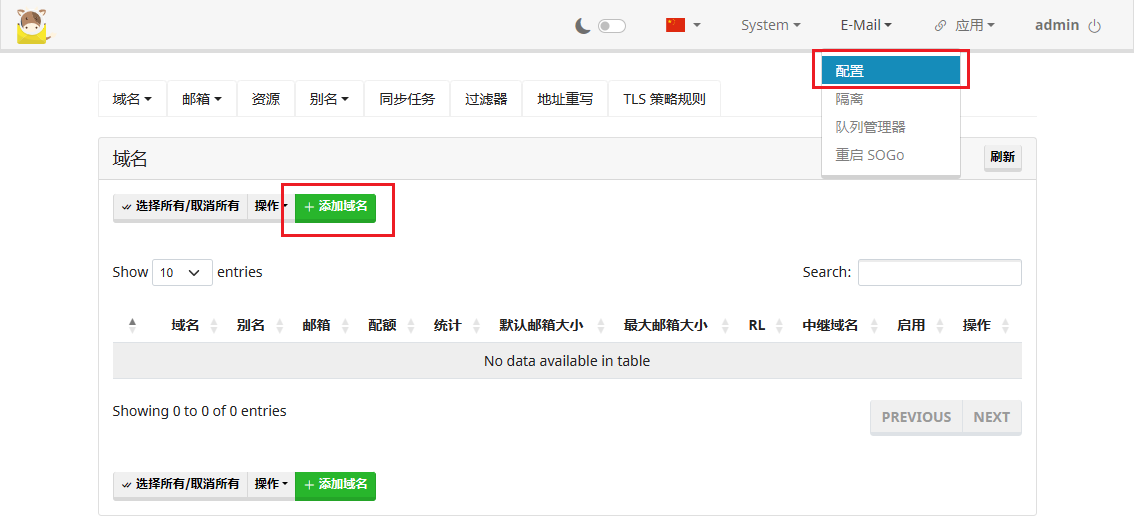 System E-Mail 应用 admin
配置
隔离
队列管理器
重启 SOGo
域名 邮箱 资源 别名 同步任务 过滤器 地址重写 TLS 策略规则
域名 刷新
选择所有/取消所有 操作 添加域名
Show 10 entries Search:
域名 别名 邮箱 配额 统计 默认邮箱大小 最大邮箱大小 RL 中继域名 启用 操作
No data available in table
Showing 0 to 0 of 0 entries PREVIOUS NEXT
选择所有/取消所有 操作 添加域名